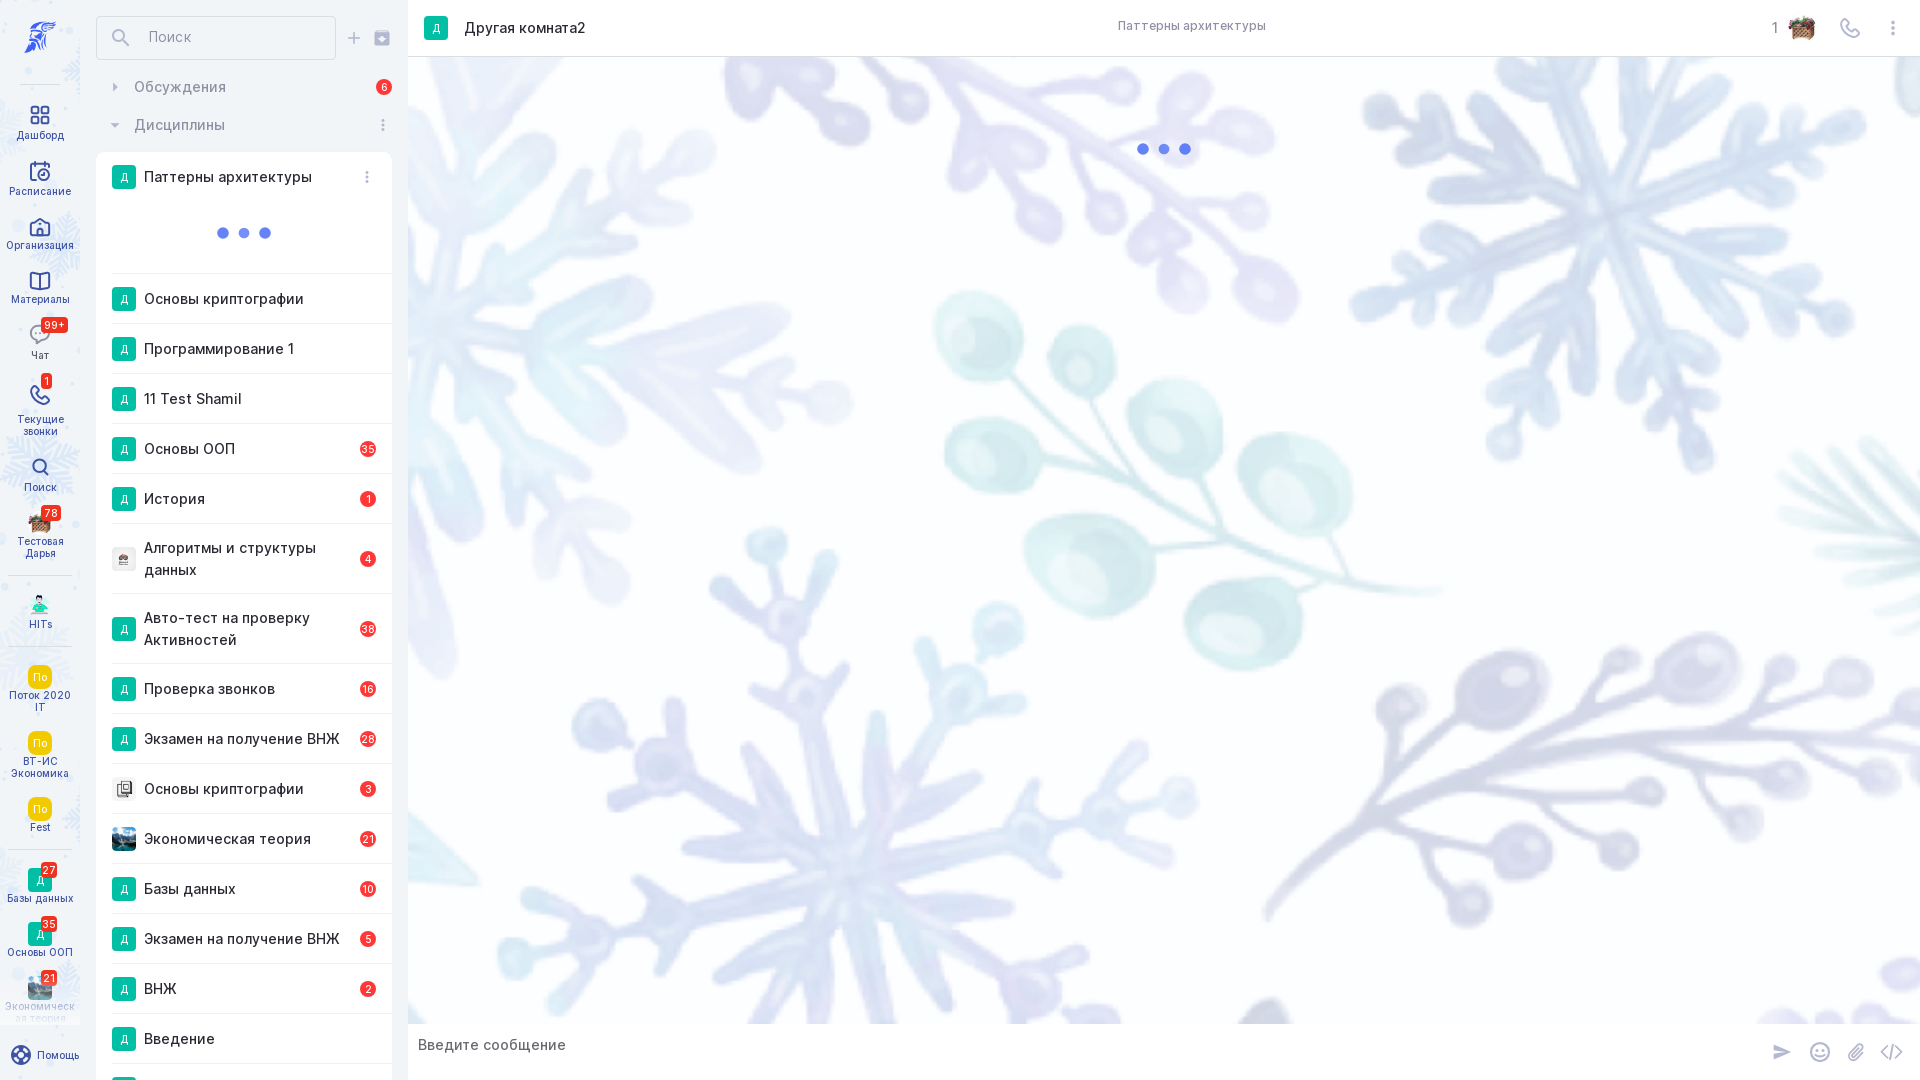 Дашборд
Расписание
Организация
Материалы
99+
Чат
1
Текущие
звонки
Поиск
78
Тестовая
Дарья
HITs
По
Поток 2020
IT
По
ВТ-ИС
Экономика
По
Fest
27
Д
Базы данных
35
Д
Основы ООП
21
Экономическ
ая теория
Помощь
Поиск
Обсуждения
6
Дисциплины
Д
Паттерны архитектуры
Д
Основы криптографии
Д
Программирование 1
Д
11 Test Shamil
Д
Основы ООП
35
Д
История
1
Алгоритмы и структуры
данных
4
Д
Авто-тест на проверку
Активностей
38
Д
Проверка звонков
16
Д
Экзамен на получение ВНЖ
28
Основы криптографии
3
Экономическая теория
21
Д
Базы данных
10
Д
Экзамен на получение ВНЖ
5
Д
ВНЖ
2
Д
Введение
Д
Другая комната2
Паттерны архитектуры
1
Введите сообщение